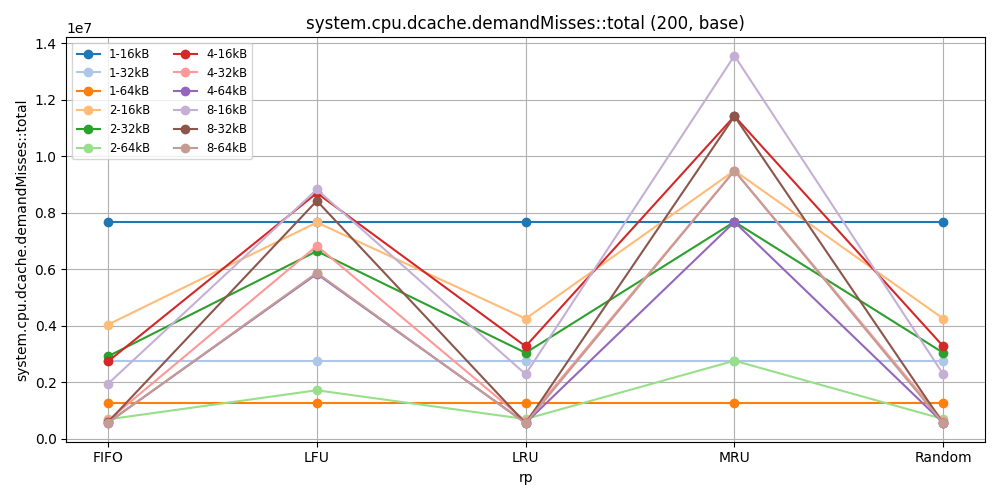 system.cpu.dcache.demandMisses::total (200, base)
1e7
1.4
1.2
1.0
0.8
0.6
0.4
0.2
0.0
system.cpu.dcache.demandMisses::total
1-16kB
1-32kB
1-64kB
2-16kB
2-32kB
2-64kB
4-16kB
4-32kB
4-64kB
8-16kB
8-32kB
8-64kB
FIFO
LFU
LRU
MRU
Random
rp